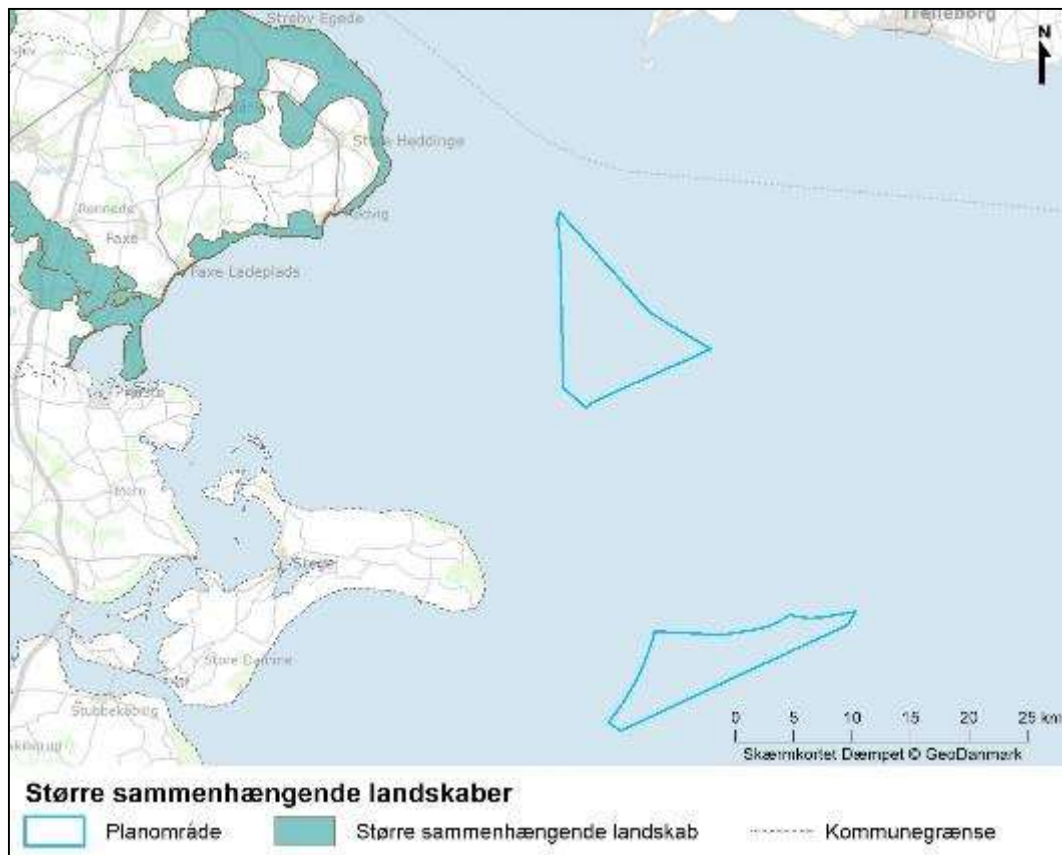 Strøby Egede
Trelleborg
N
Store Heddinge
Rødvig
Rønnede
Faxe
Faxe Ladeplads
Præstø
Mern
Stege
Store Damme
Stubbekøbing
0 5 10 15 20 25 km
Skærmkortet Dæmpet © GeoDanmark
Større sammenhængende landskaber
Planområde
Større sammenhængende landskab
Kommunegrænse